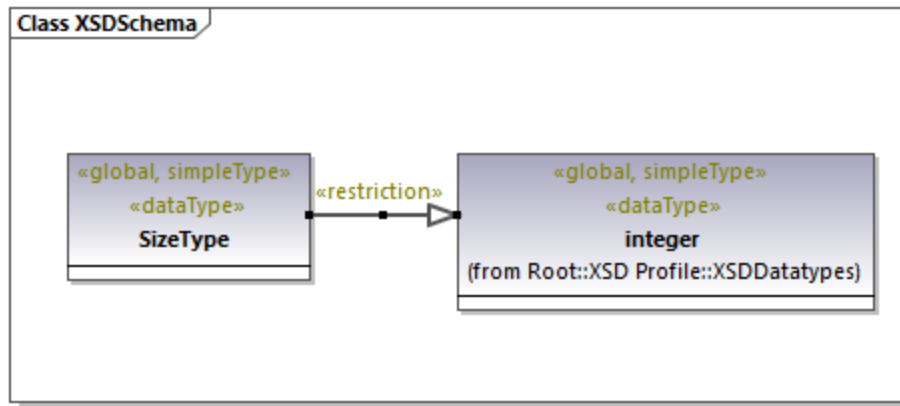 Class XSDSchema
«global, simpleType»
«dataType»
SizeType
«restriction»
«global, simpleType»
«dataType»
integer
(from Root::XSD Profile::XSDDatatypes)